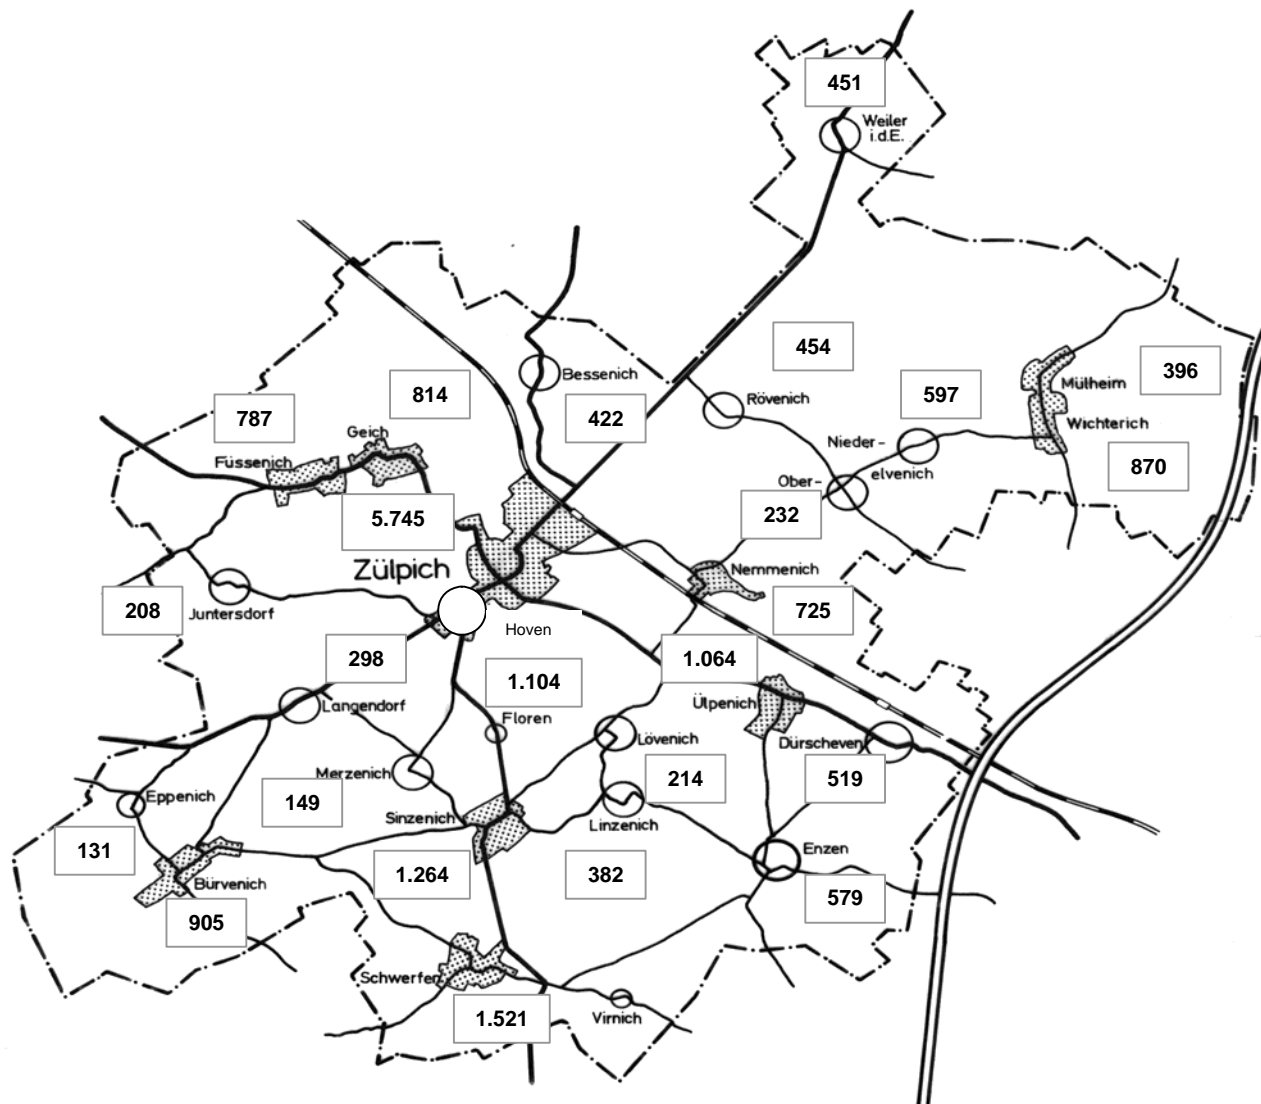 451
Weiler
i.d.E.
454
Bessenich
814
396
Mülheim
597
787
Rövenich
422
Wichterich
Geich
Nieder-
Füssenich
elvenich
870
Ober-
5.745
232
Zülpich
Nemmenich
208
Juntersdorf
725
Hoven
298
1.064
1.104
Langendorf
Ülpenich
Floren
Lövenich
Dürscheven
Merzenich
214
519
Eppenich
149
Sinzenich
Linzenich
131
Enzen
Bürvenich
1.264
382
579
905
Schwerfen
1.521
Virnich